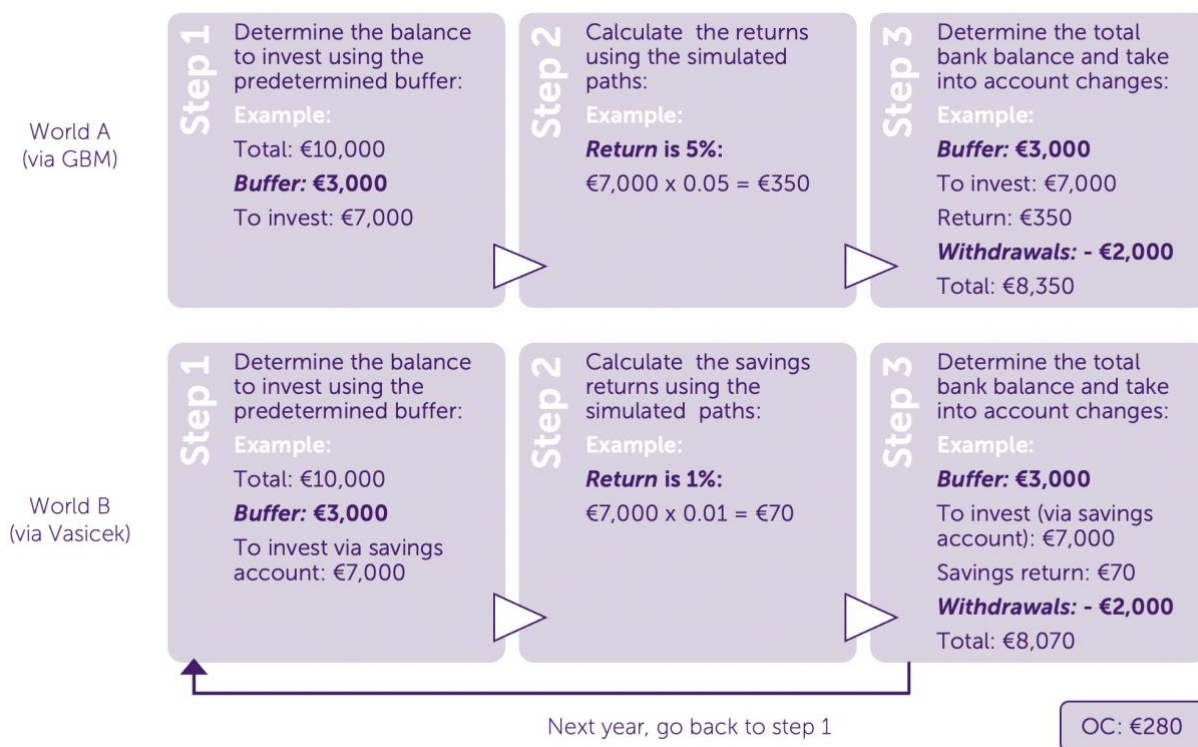 World A
(via GBM)
Step 1
Determine the balance
to invest using the
predetermined buffer:
Example:
Total: €10,000
Buffer: €3,000
To invest: €7,000
Step 2
Calculate the returns
using the simulated
paths:
Example:
Return is 5%:
€7,000 x 0.05 = €350
Step 3
Determine the total
bank balance and take
into account changes:
Example:
Buffer: €3,000
To invest: €7,000
Return: €350
Withdrawals: - €2,000
Total: €8,350
World B
(via Vasicek)
Step 1
Determine the balance
to invest using the
predetermined buffer:
Example:
Total: €10,000
Buffer: €3,000
To invest via savings
account: €7,000
Step 2
Calculate the savings
returns using the
simulated paths:
Example:
Return is 1%:
€7,000 x 0.01 = €70
Step 3
Determine the total
bank balance and take
into account changes:
Example:
Buffer: €3,000
To invest (via savings
account): €7,000
Savings return: €70
Withdrawals: - €2,000
Total: €8,070
Next year, go back to step 1
OC: €280